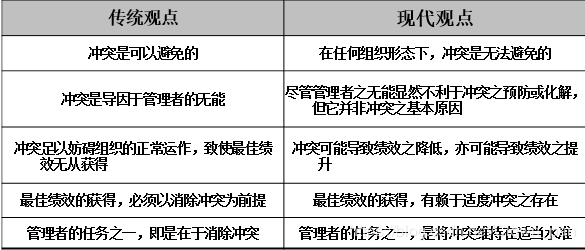 传统观点
现代观点
冲突是可以避免的
在任何组织形态下，冲突是无法避免的
冲突是导因于管理者的无能
尽管管理者之无能显然不利于冲突之预防或化解，
但它并非冲突之基本原因
冲突足以妨碍组织的正常运作，致使最佳绩
效无从获得
冲突可能导致绩效之降低，亦可能导致绩效之提
升
最佳绩效的获得，必须以消除冲突为前提
最佳绩效的获得，有赖于适度冲突之存在
管理者的任务之一，即是在于消除冲突
管理者的任务之一，是将冲突维持在适当水准